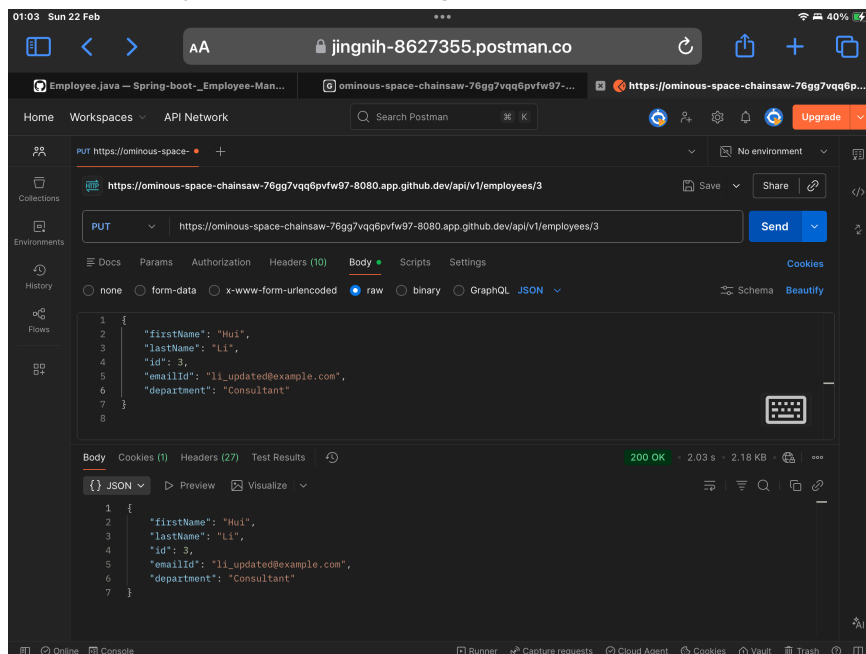 01:03 Sun 22 Feb
40%
AA
jingnih-8627355.postman.co
Employee.java — Spring-boot-_Employee-Man...
ominous-space-chainsaw-76gg7vqq6pvfw97-...
https://ominous-space-chainsaw-76gg7vqq6p...
Home
Workspaces
API Network
Search Postman
⌘ K
Upgrade
PUT https://ominous-space-
No environment
HTTP
https://ominous-space-chainsaw-76gg7vqq6pvfw97-8080.app.github.dev/api/v1/employees/3
Save
Share
Collections
Environments
History
Flows
PUT
https://ominous-space-chainsaw-76gg7vqq6pvfw97-8080.app.github.dev/api/v1/employees/3
Send
Docs
Params
Authorization
Headers (10)
Body
Scripts
Settings
Cookies
none
form-data
x-www-form-urlencoded
raw
binary
GraphQL
JSON
Schema
Beautify
1 {
2 "firstName": "Hui",
3 "lastName": "Li",
4 "id": 3,
5 "emailId": "li_updated@example.com",
6 "department": "Consultant"
7 }
8
Body
Cookies (1)
Headers (27)
Test Results
200 OK
2.03 s
2.18 KB
{} JSON
Preview
Visualize
1 {
2 "firstName": "Hui",
3 "lastName": "Li",
4 "id": 3,
5 "emailId": "li_updated@example.com",
6 "department": "Consultant"
7 }
AI
Online
Console
Runner
Capture requests
Cloud Agent
Cookies
Vault
Trash